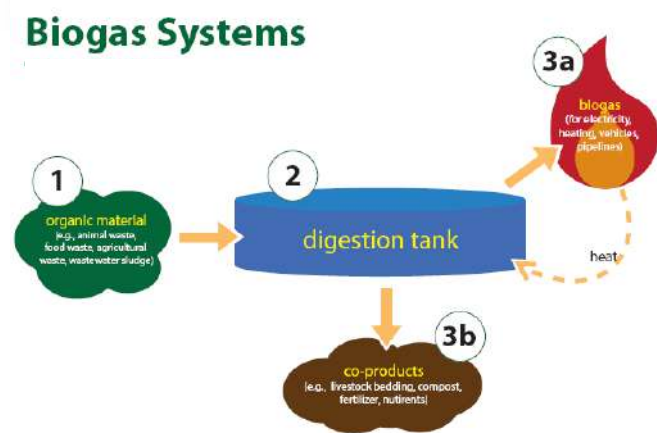 Biogas Systems
3a
biogas
(for electricity,
heating, vehicles,
pipelines)
1
organic material
(e.g., animal waste,
food waste, agricultural
waste, wastewater sludge)
2
digestion tank
heat
3b
co-products
(e.g., livestock bedding, compost,
fertilizer, nutirents)